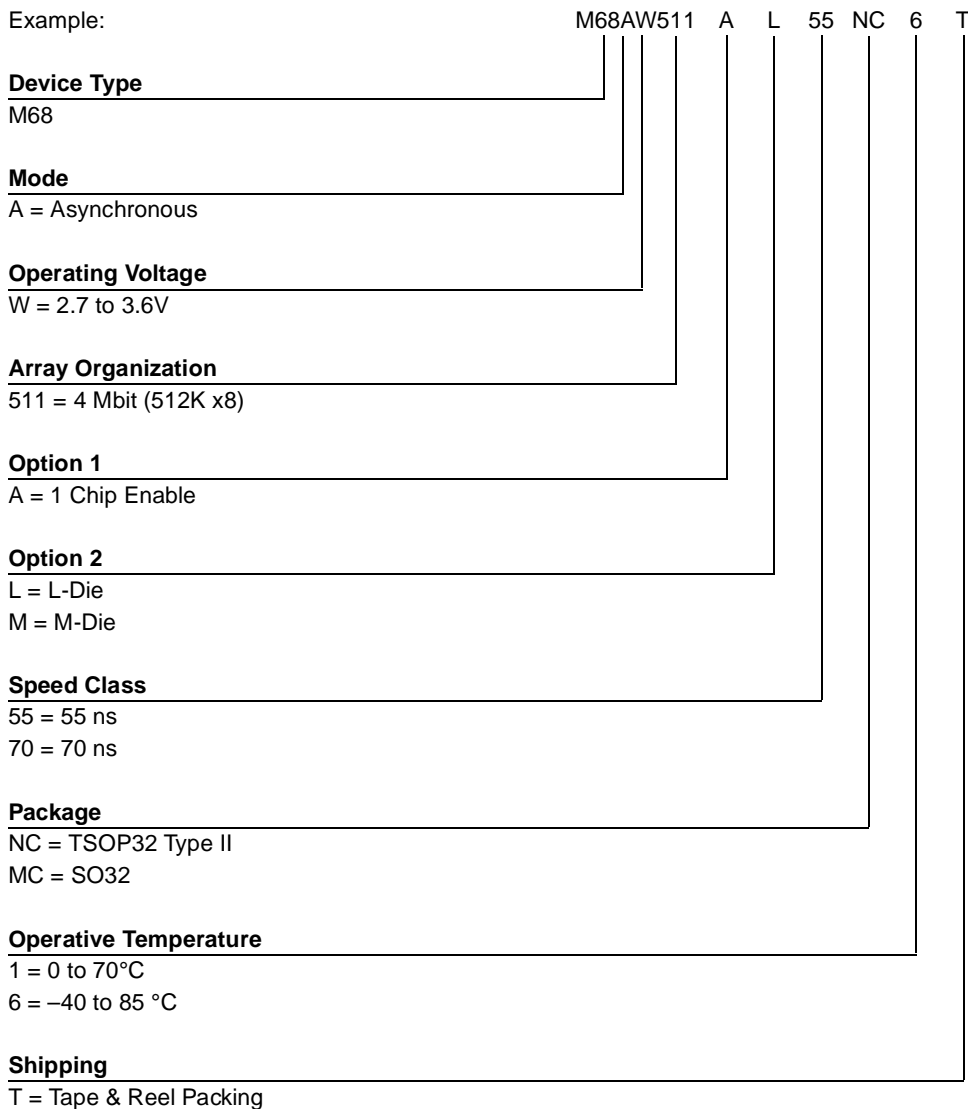 Example: M68AW511 A L 55 NC 6 T
Device Type
M68
Mode
A = Asynchronous
Operating Voltage
W = 2.7 to 3.6V
Array Organization
511 = 4 Mbit (512K x8)
Option 1
A = 1 Chip Enable
Option 2
L = L-Die
M = M-Die
Speed Class
55 = 55 ns
70 = 70 ns
Package
NC = TSOP32 Type II
MC = SO32
Operative Temperature
1 = 0 to 70°C
6 = –40 to 85 °C
Shipping
T = Tape & Reel Packing